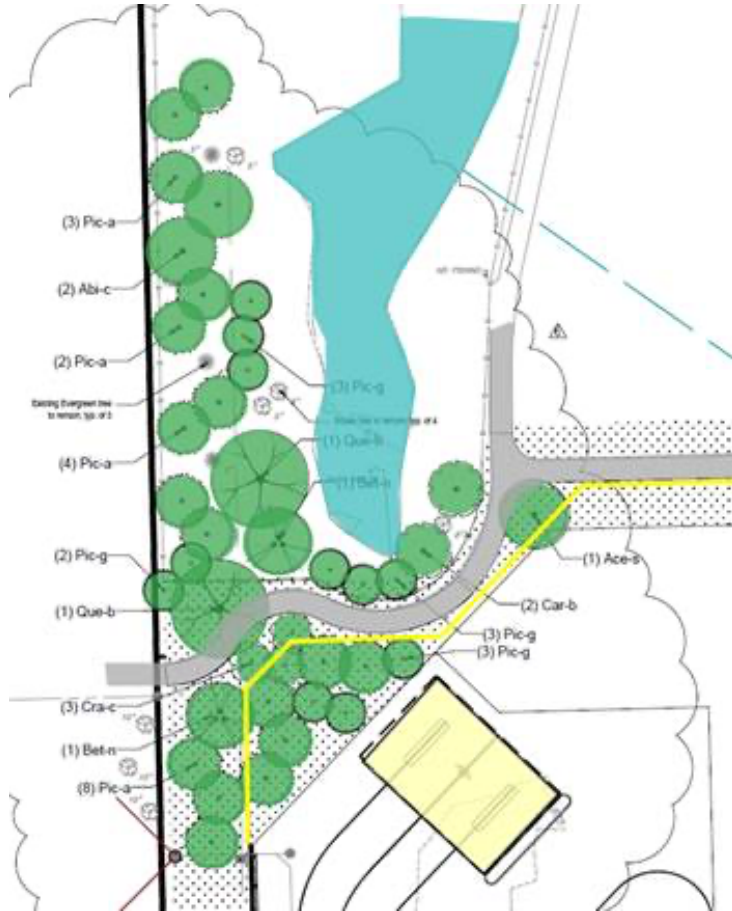 (3) Pic-a
(2) Abi-c
(2) Pic-a
(3) Pic-g
Existing Evergreen tree
to remain, typ. of 3
(1) Que-b
(4) Pic-a
(1) Bet-n
(2) Pic-g
(1) Ace-s
(1) Que-b
(2) Car-b
(3) Pic-g
(3) Pic-g
(3) Cra-c
(1) Bet-n
(8) Pic-a